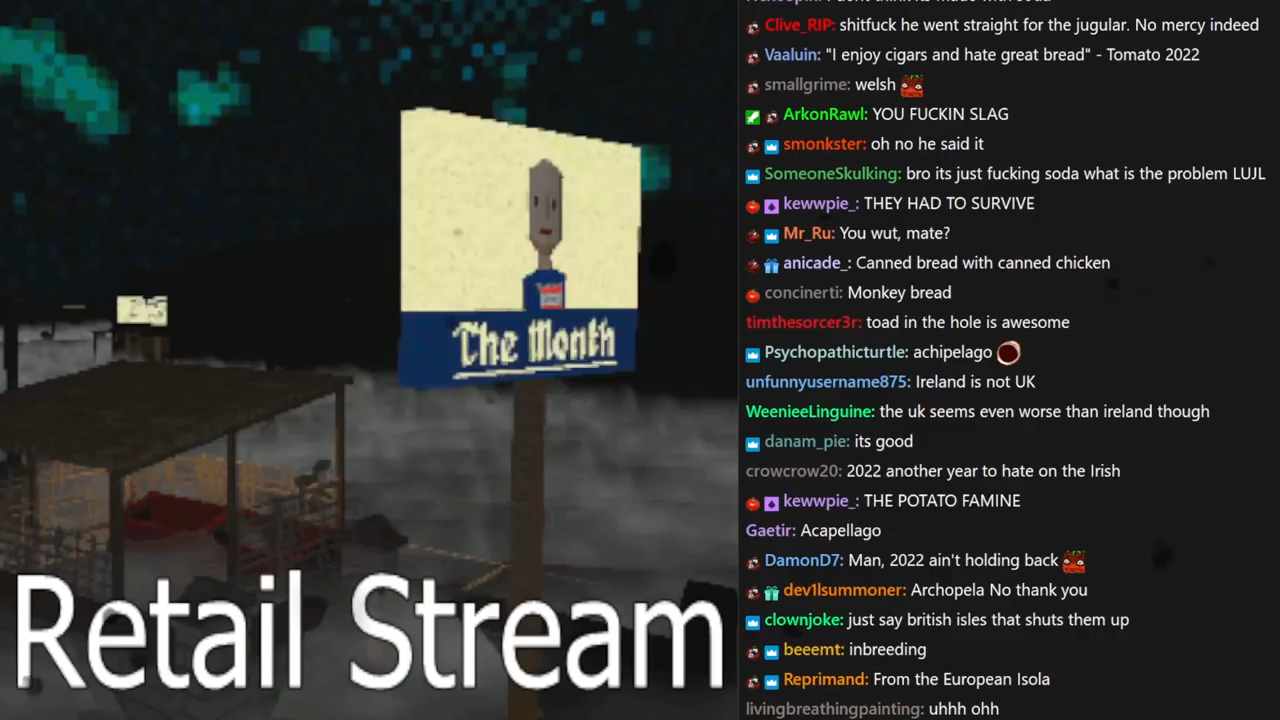 Clive_RIP: shitfuck he went straight for the jugular. No mercy indeed
Vaaluin: "I enjoy cigars and hate great bread" - Tomato 2022
smallgrime: welsh
ArkonRawl: YOU FUCKIN SLAG
smonkster: oh no he said it
SomeoneSkulking: bro its just fucking soda what is the problem LUJL
kewwpie_: THEY HAD TO SURVIVE
Mr_Ru: You wut, mate?
anicade_: Canned bread with canned chicken
concinerti: Monkey bread
timthesorcer3r: toad in the hole is awesome
Psychopathicturtle: achipelago
unfunnyusername875: Ireland is not UK
WeenieeLinguine: the uk seems even worse than ireland though
danam_pie: its good
crowcrow20: 2022 another year to hate on the Irish
kewwpie_: THE POTATO FAMINE
Gaetir: Acapellago
DamonD7: Man, 2022 ain't holding back
dev1lsummoner: Archopela No thank you
clownjoke: just say british isles that shuts them up
beeemt: inbreeding
Reprimand: From the European Isola
livingbreathingpainting: uhhh ohh
The Month
Retail Stream